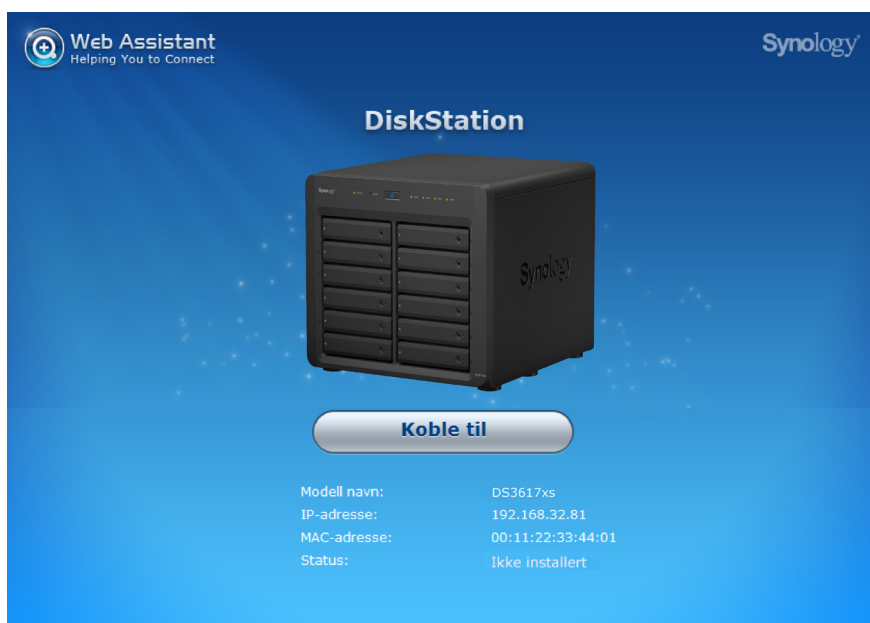 Web Assistant
Helping You to Connect
Synology
DiskStation
Synology
Synology
Koble til
Modell navn: DS3617xs
IP-adresse: 192.168.32.81
MAC-adresse: 00:11:22:33:44:01
Status: Ikke installert